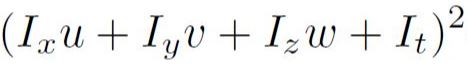 (I_x u + I_y v + I_z w + I_t)^2